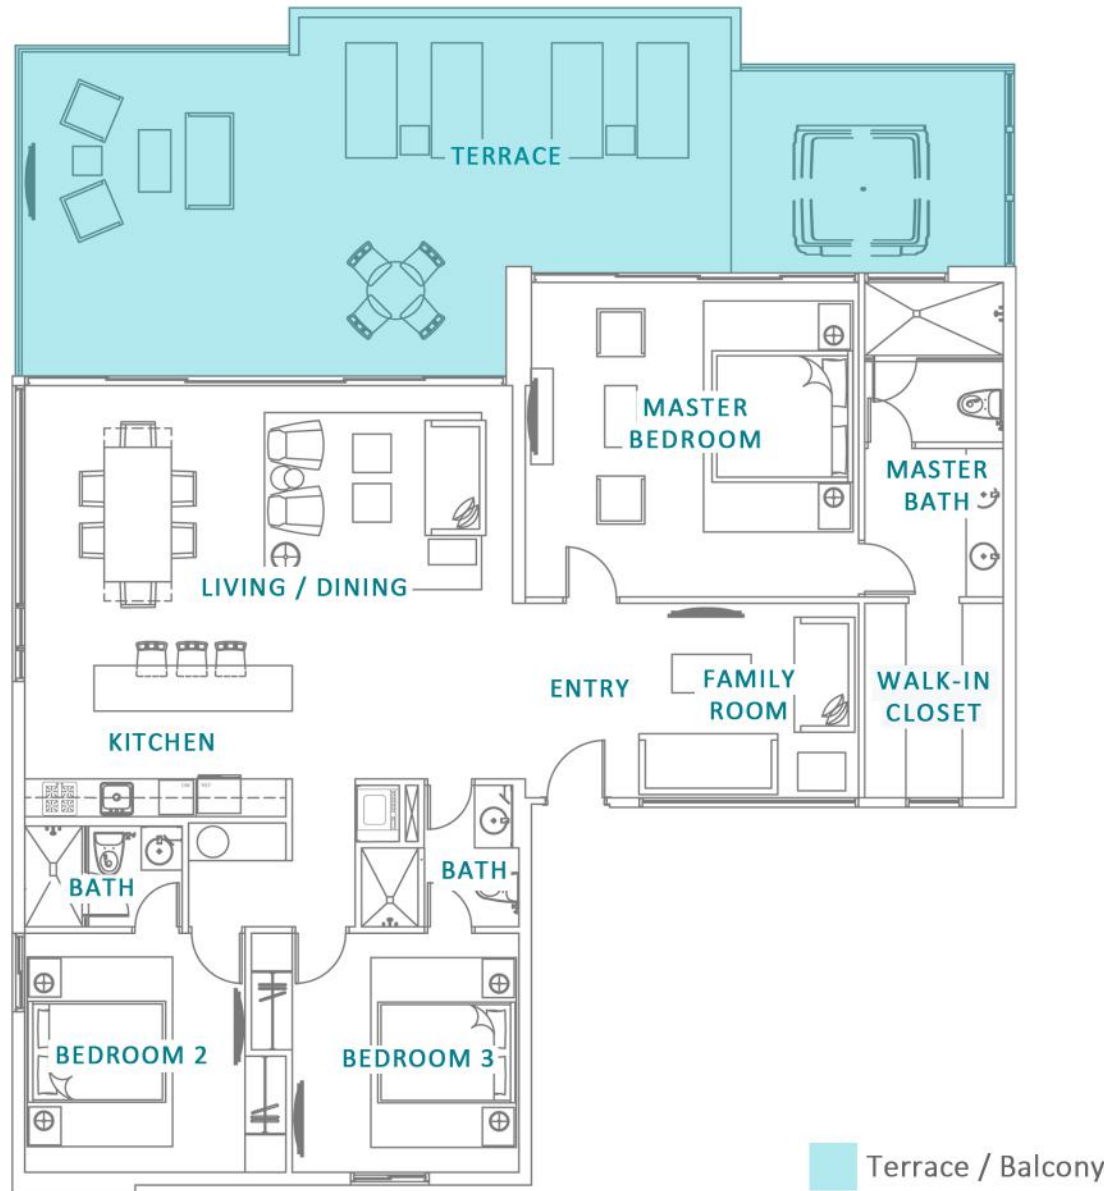 TERRACE
MASTER
BEDROOM
MASTER
BATH
LIVING / DINING
ENTRY
FAMILY
ROOM
WALK-IN
CLOSET
KITCHEN
BATH
BATH
BEDROOM 2
BEDROOM 3
Terrace / Balcony